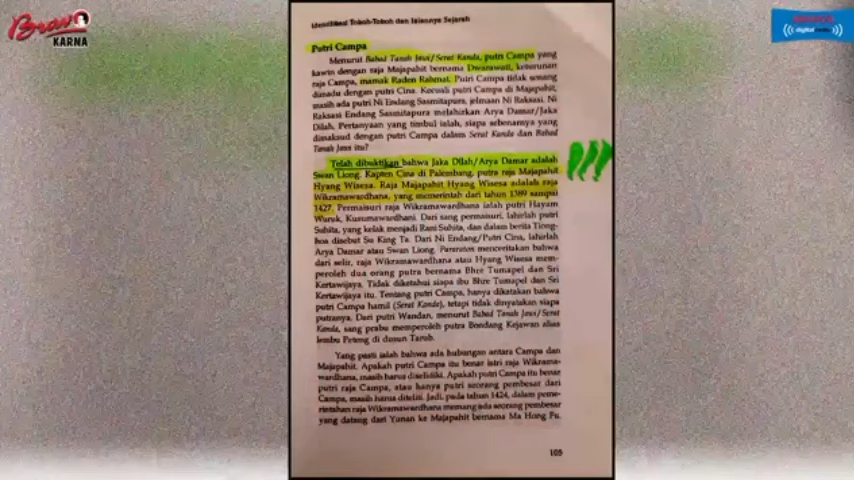 Bravo
KARNA
Identifikasi Tokoh-Tokoh dan Jalannya Sejarah
Putri Campa
Menurut Babad Tanah Jawi/Serat Kanda, putri Campa yang
kawin dengan raja Majapahit bernama Dwarawati, keturunan
raja Campa, mamak Raden Rahmat. Putri Campa tidak senang
dimadu dengan putri Cina. Kecuali putri Campa di Majapahit,
masih ada putri Ni Endang Sasmitapura, jelmaan Ni Raksasi. Ni
Raksasi Endang Sasmitapura melahirkan Arya Damar/Jaka
Dilah. Pertanyaan yang timbul ialah, siapa sebenarnya yang
dimaksud dengan putri Campa dalam Serat Kanda dan Babad
Tanah Jawi itu?
Telah dibuktikan bahwa Jaka Dilah/Arya Damar adalah
Swan Liong, Kapten Cina di Palembang, putra raja Majapahit
Hyang Wisesa. Raja Majapahit Hyang Wisesa adalah raja
Wikramawardhana, yang memerintah dari tahun 1389 sampai
1427. Permaisuri raja Wikramawardhana ialah putri Hayam
Wuruk, Kusumawardhani. Dari sang permaisuri, lahirlah putri
Suhita, yang kelak menjadi Rani Suhita, dan dalam berita Tiong-
hoa disebut Su King Ta. Dari Ni Endang/Putri Cina, lahirlah
Arya Damar atau Swan Liong. Pararaton menceritakan bahwa
dari selir, raja Wikramawardhana atau Hyang Wisesa mem-
peroleh dua orang putra bernama Bhre Tumapel dan Sri
Kertawijaya. Tidak diketahui siapa ibu Bhre Tumapel dan Sri
Kertawijaya itu. Tentang putri Campa, hanya dikatakan bahwa
putri Campa hamil (Serat Kanda), tetapi tidak dinyatakan siapa
putranya. Dari putri Wandan, menurut Babad Tanah Jawi/Serat
Kanda, sang prabu memperoleh putra Bondang Kejawan alias
lembu Peteng di dusun Tarub.
Yang pasti ialah bahwa ada hubungan antara Campa dan
Majapahit. Apakah putri Campa itu benar istri raja Wikrama-
wardhana, masih harus diselidiki. Apakah putri Campa itu benar
putri raja Campa, atau hanya putri seorang pembesar dari
Campa, masih harus diteliti. Jadi, pada tahun 1424, dalam peme-
rintahan raja Wikramawardhana memang ada seorang pembesar
yang datang dari Yunan ke Majapahit bernama Ma Hong Fu,
105
digital